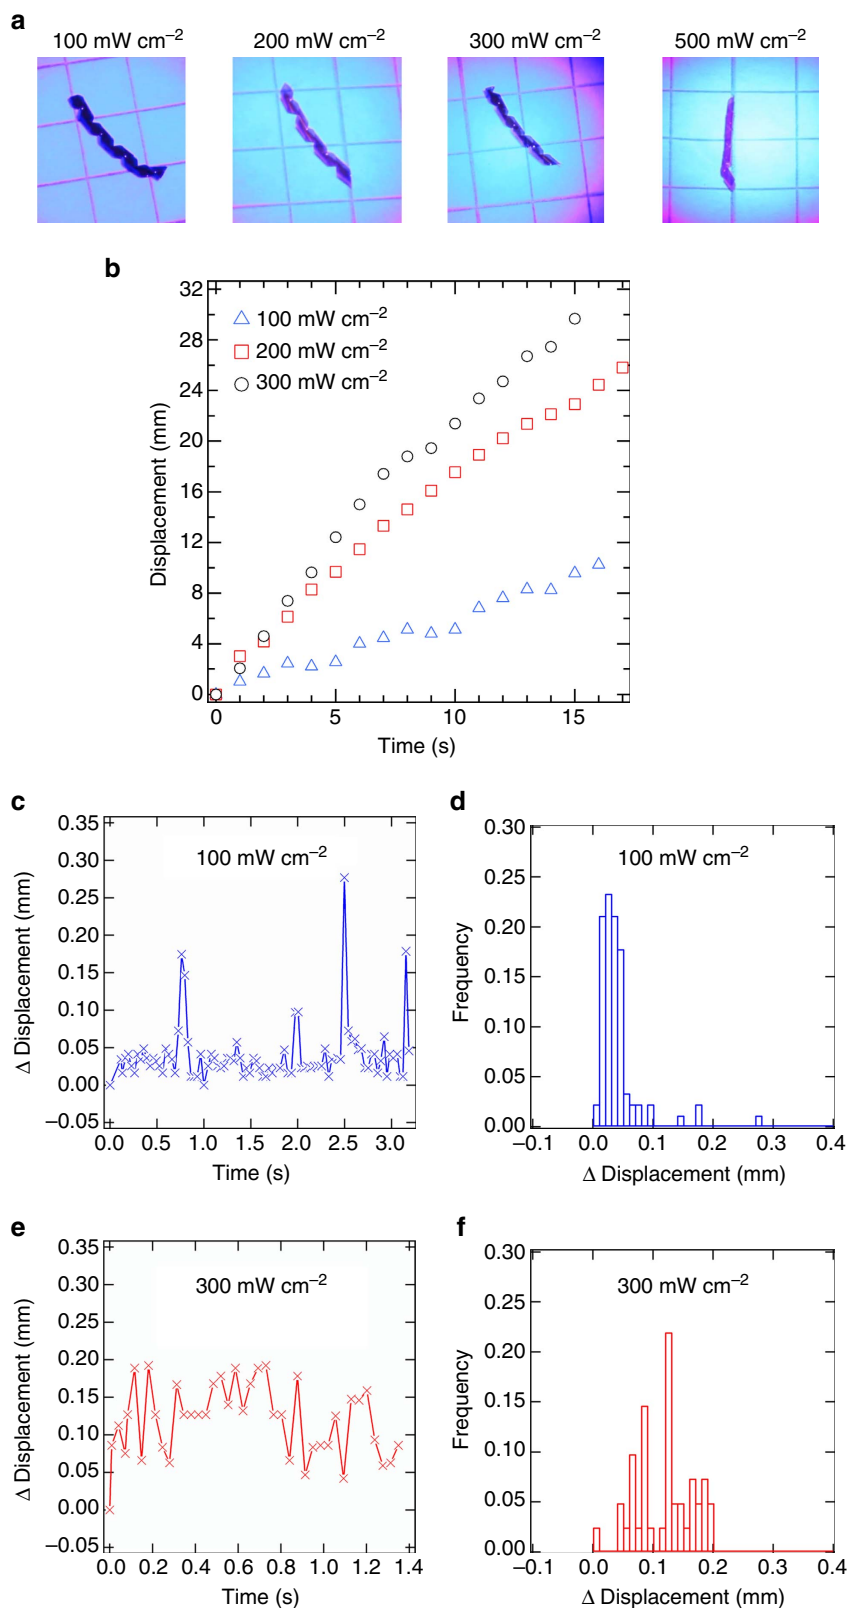 a
100 mW cm–2 200 mW cm–2 300 mW cm–2 500 mW cm–2
b
32
28
24
20
16
12
8
4
0
Displacement (mm)
100 mW cm–2
200 mW cm–2
300 mW cm–2
0 5 10 15
Time (s)
c
0.35
0.30
0.25
0.20
0.15
0.10
0.05
0.00
–0.05
Δ Displacement (mm)
100 mW cm–2
0.0 0.5 1.0 1.5 2.0 2.5 3.0
Time (s)
d
0.30
0.25
0.20
0.15
0.10
0.05
0.00
Frequency
100 mW cm–2
–0.1 0.0 0.1 0.2 0.3 0.4
Δ Displacement (mm)
e
0.35
0.30
0.25
0.20
0.15
0.10
0.05
0.00
–0.05
Δ Displacement (mm)
300 mW cm–2
0.0 0.2 0.4 0.6 0.8 1.0 1.2 1.4
Time (s)
f
0.30
0.25
0.20
0.15
0.10
0.05
0.00
Frequency
300 mW cm–2
–0.1 0.0 0.1 0.2 0.3 0.4
Δ Displacement (mm)